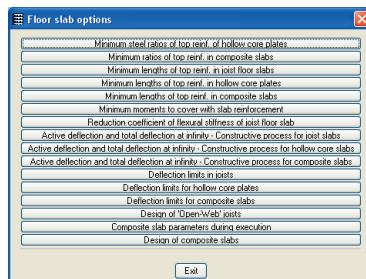 Floor slab options
Minimum steel ratios of top reinf. of hollow core plates
Minimum ratios of top reinf. in composite slabs
Minimum lengths of top reinf. in joist floor slabs
Minimum lengths of top reinf. in hollow core plates
Minimum lengths of top reinf. in composite slabs
Minimum moments to cover with slab reinforcement
Reduction coefficient of flexural stiffness of joist floor slab
Active deflection and total deflection at infinity - Constructive process for joist slabs
Active deflection and total deflection at infinity - Constructive process for hollow core slabs
Active deflection and total deflection at infinity - Constructive process for composite slabs
Deflection limits in joists
Deflection limits for hollow core plates
Deflection limits for composite slabs
Design of 'Open-Web' joists
Composite slab parameters during execution
Design of composite slabs
Exit